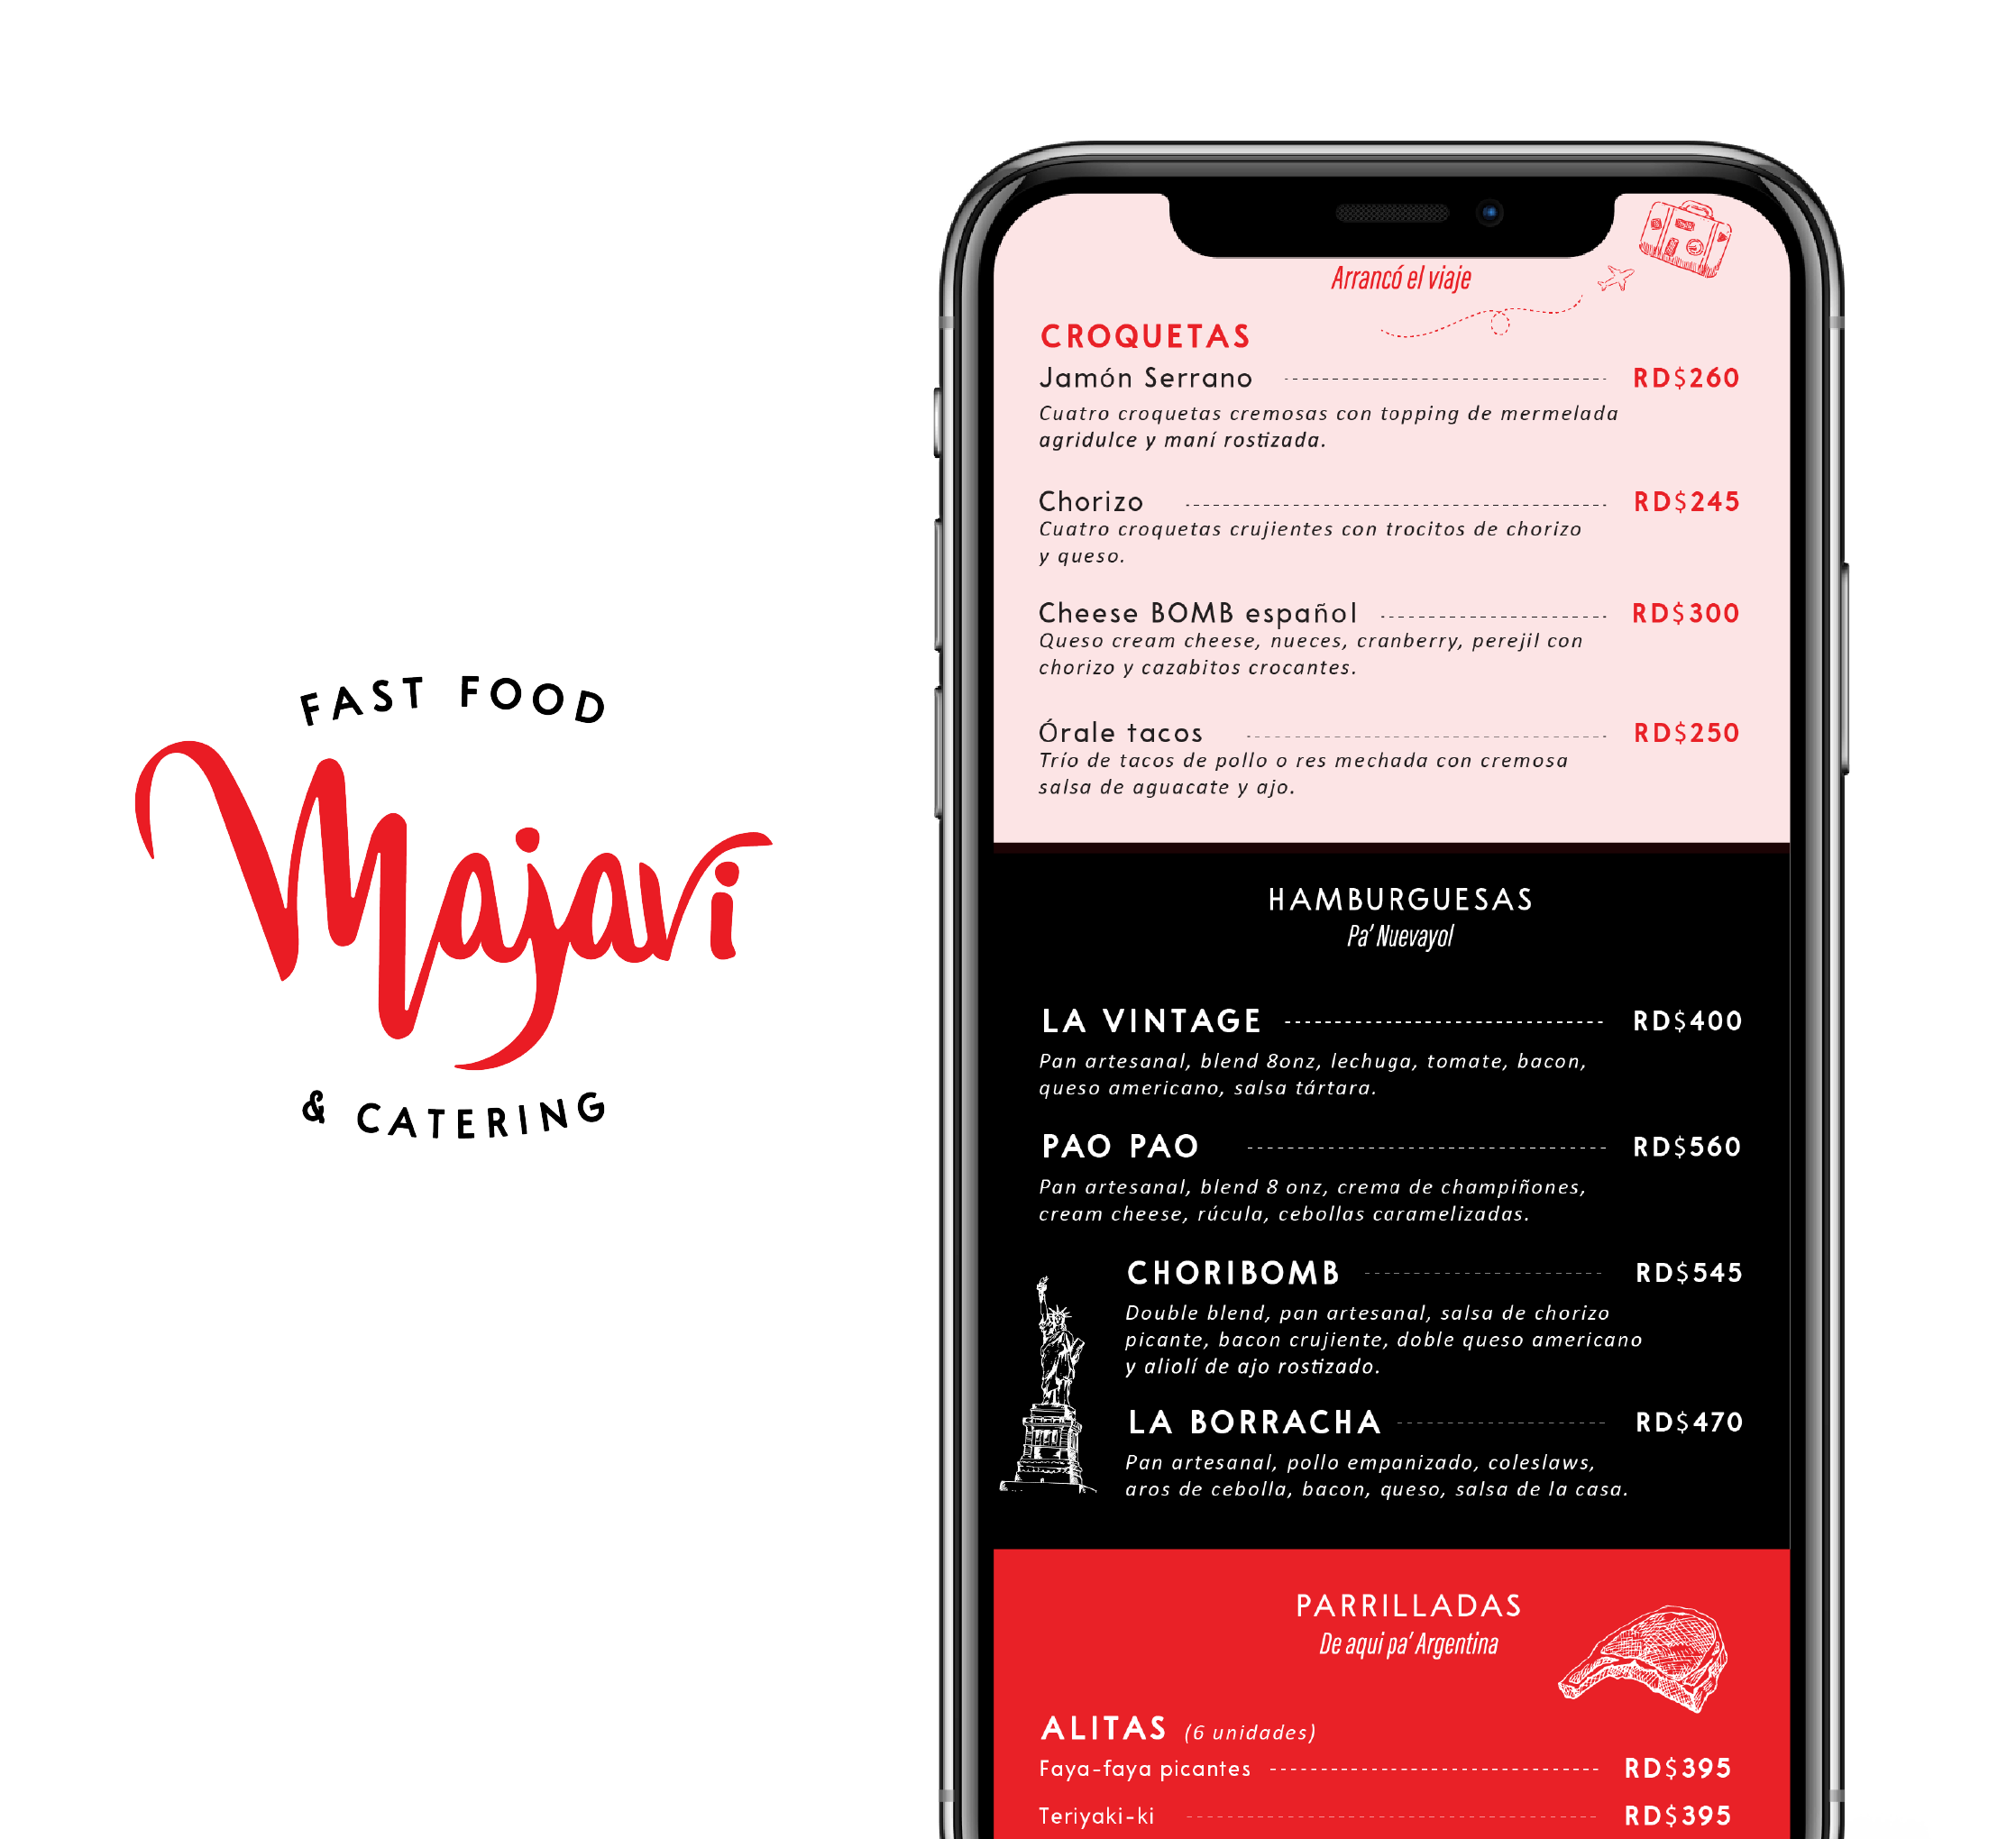 FAST FOOD
Majavi
& CATERING
Arrancó el viaje
CROQUETAS
Jamón Serrano RD$260
Cuatro croquetas cremosas con topping de mermelada
agridulce y maní rostizada.
Chorizo RD$245
Cuatro croquetas crujientes con trocitos de chorizo
y queso.
Cheese BOMB español RD$300
Queso cream cheese, nueces, cranberry, perejil con
chorizo y cazabitos crocantes.
Órale tacos RD$250
Trío de tacos de pollo o res mechada con cremosa
salsa de aguacate y ajo.
HAMBURGUESAS
Pa' Nuevayol
LA VINTAGE RD$400
Pan artesanal, blend 8onz, lechuga, tomate, bacon,
queso americano, salsa tártara.
PAO PAO RD$560
Pan artesanal, blend 8 onz, crema de champiñones,
cream cheese, rúcula, cebollas caramelizadas.
CHORIBOMB RD$545
Double blend, pan artesanal, salsa de chorizo
picante, bacon crujiente, doble queso americano
y aliolí de ajo rostizado.
LA BORRACHA RD$470
Pan artesanal, pollo empanizado, coleslaws,
aros de cebolla, bacon, queso, salsa de la casa.
PARRILLADAS
De aqui pa' Argentina
ALITAS (6 unidades)
Faya-faya picantes RD$395
Teriyaki-ki RD$395